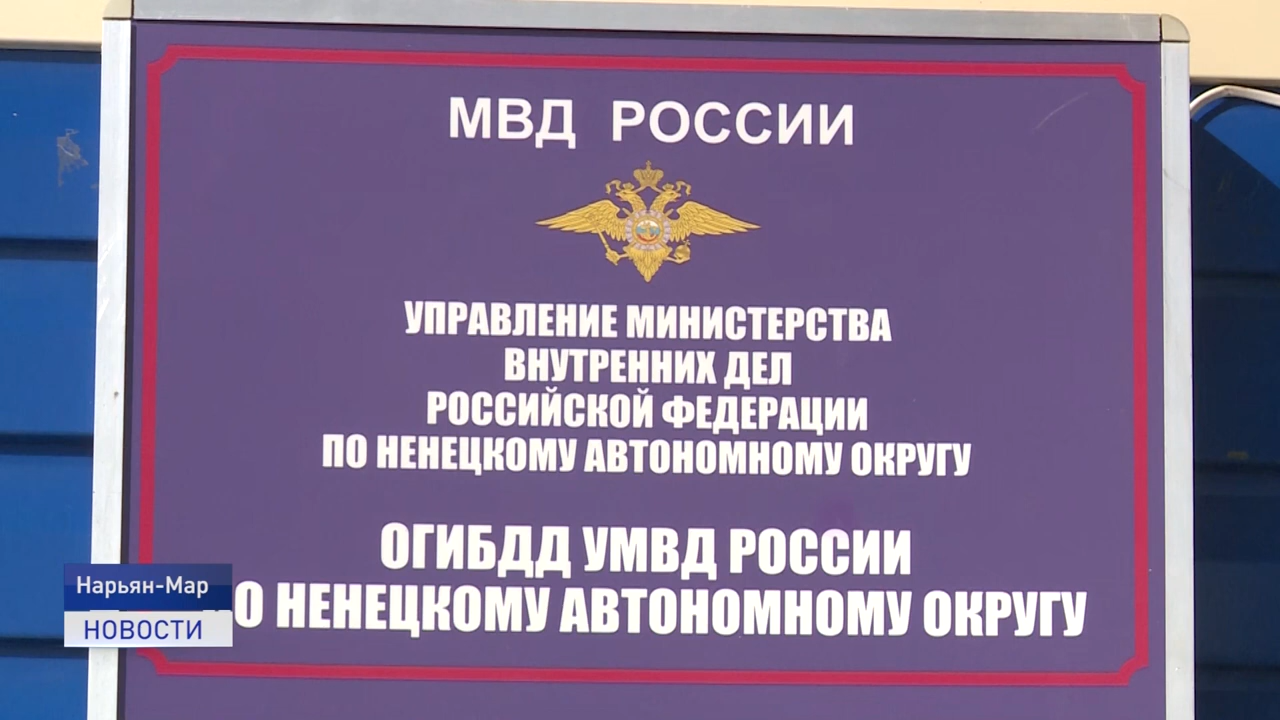 МВД РОССИИ
УПРАВЛЕНИЕ МИНИСТЕРСТВА
ВНУТРЕННИХ ДЕЛ
РОССИЙСКОЙ ФЕДЕРАЦИИ
ПО НЕНЕЦКОМУ АВТОНОМНОМУ ОКРУГУ
ОГИБДД УМВД РОССИИ
О НЕНЕЦКОМУ АВТОНОМНОМУ ОКРУГУ
Нарьян-Мар
НОВОСТИ